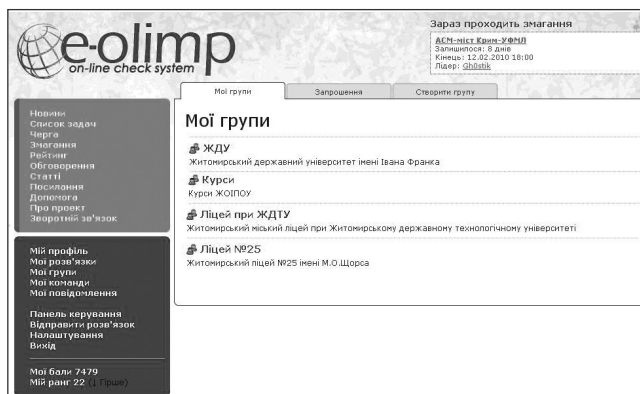 e-olimp
on-line check system
Зараз проходить змагання
АСМ-міст Крим-УФМЛ
Залишилося: 8 днів
Кінець: 12.02.2010 18:00
Лідер: Gh0stik
Мої групи
Запрошення
Створити групу
Новини
Список задач
Черга
Змагання
Рейтинг
Обговорення
Статті
Посилання
Допомога
Про проект
Зворотній зв'язок
Мої групи
ЖДУ
Житомирський державний університет імені Івана Франка
Курси
Курси ЖОІПОУ
Ліцей при ЖДТУ
Житомирський міський ліцей при Житомирському державному технологічному університеті
Ліцей №25
Житомирський ліцей №25 імені М.О.Щорса
Мій профіль
Мої розв'язки
Мої групи
Мої команди
Мої повідомлення
Панель керування
Відправити розв'язок
Налаштування
Вихід
Мої бали 7479
Мій ранг 22 (↓ Гірше)